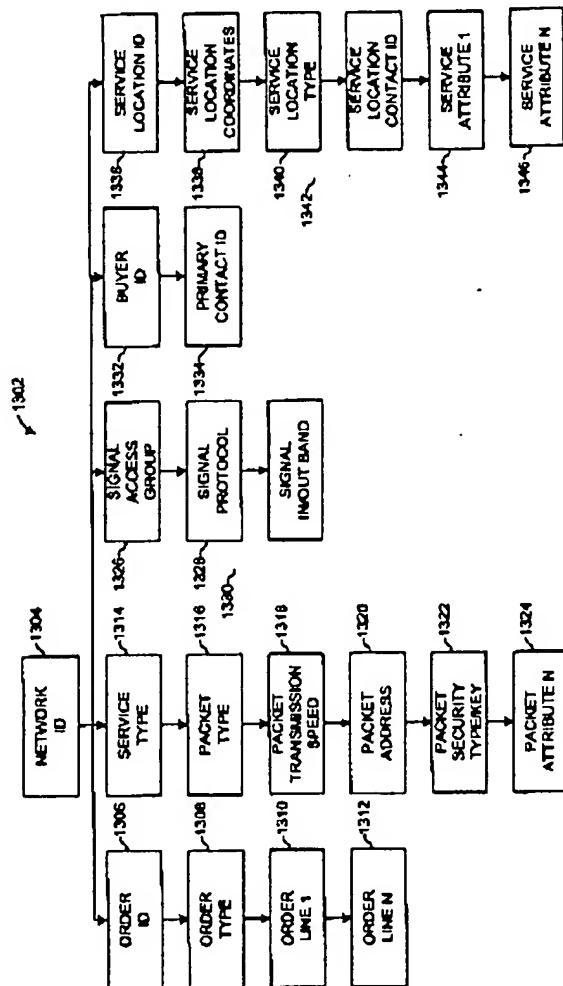 1302
1304
NETWORK
ID
1306
ORDER
ID
1308
ORDER
TYPE
1310
ORDER
LINE 1
1312
ORDER
LINE N
1314
SERVICE
TYPE
1316
PACKET
TYPE
1318
PACKET
TRANSMISSION
SPEED
1320
PACKET
ADDRESS
1322
PACKET
SECURITY
TYPE/KEY
1324
PACKET
ATTRIBUTE N
1326
SIGNAL
ACCESS
GROUP
1328
SIGNAL
PROTOCOL
1330
SIGNAL
IN/OUT BAND
1332
BUYER
ID
1334
PRIMARY
CONTACT ID
1336
SERVICE
LOCATION ID
1338
SERVICE
LOCATION
COORDINATES
1340
SERVICE
LOCATION
TYPE
1342
SERVICE
LOCATION
CONTACT ID
1344
SERVICE
ATTRIBUTE 1
1346
SERVICE
ATTRIBUTE N